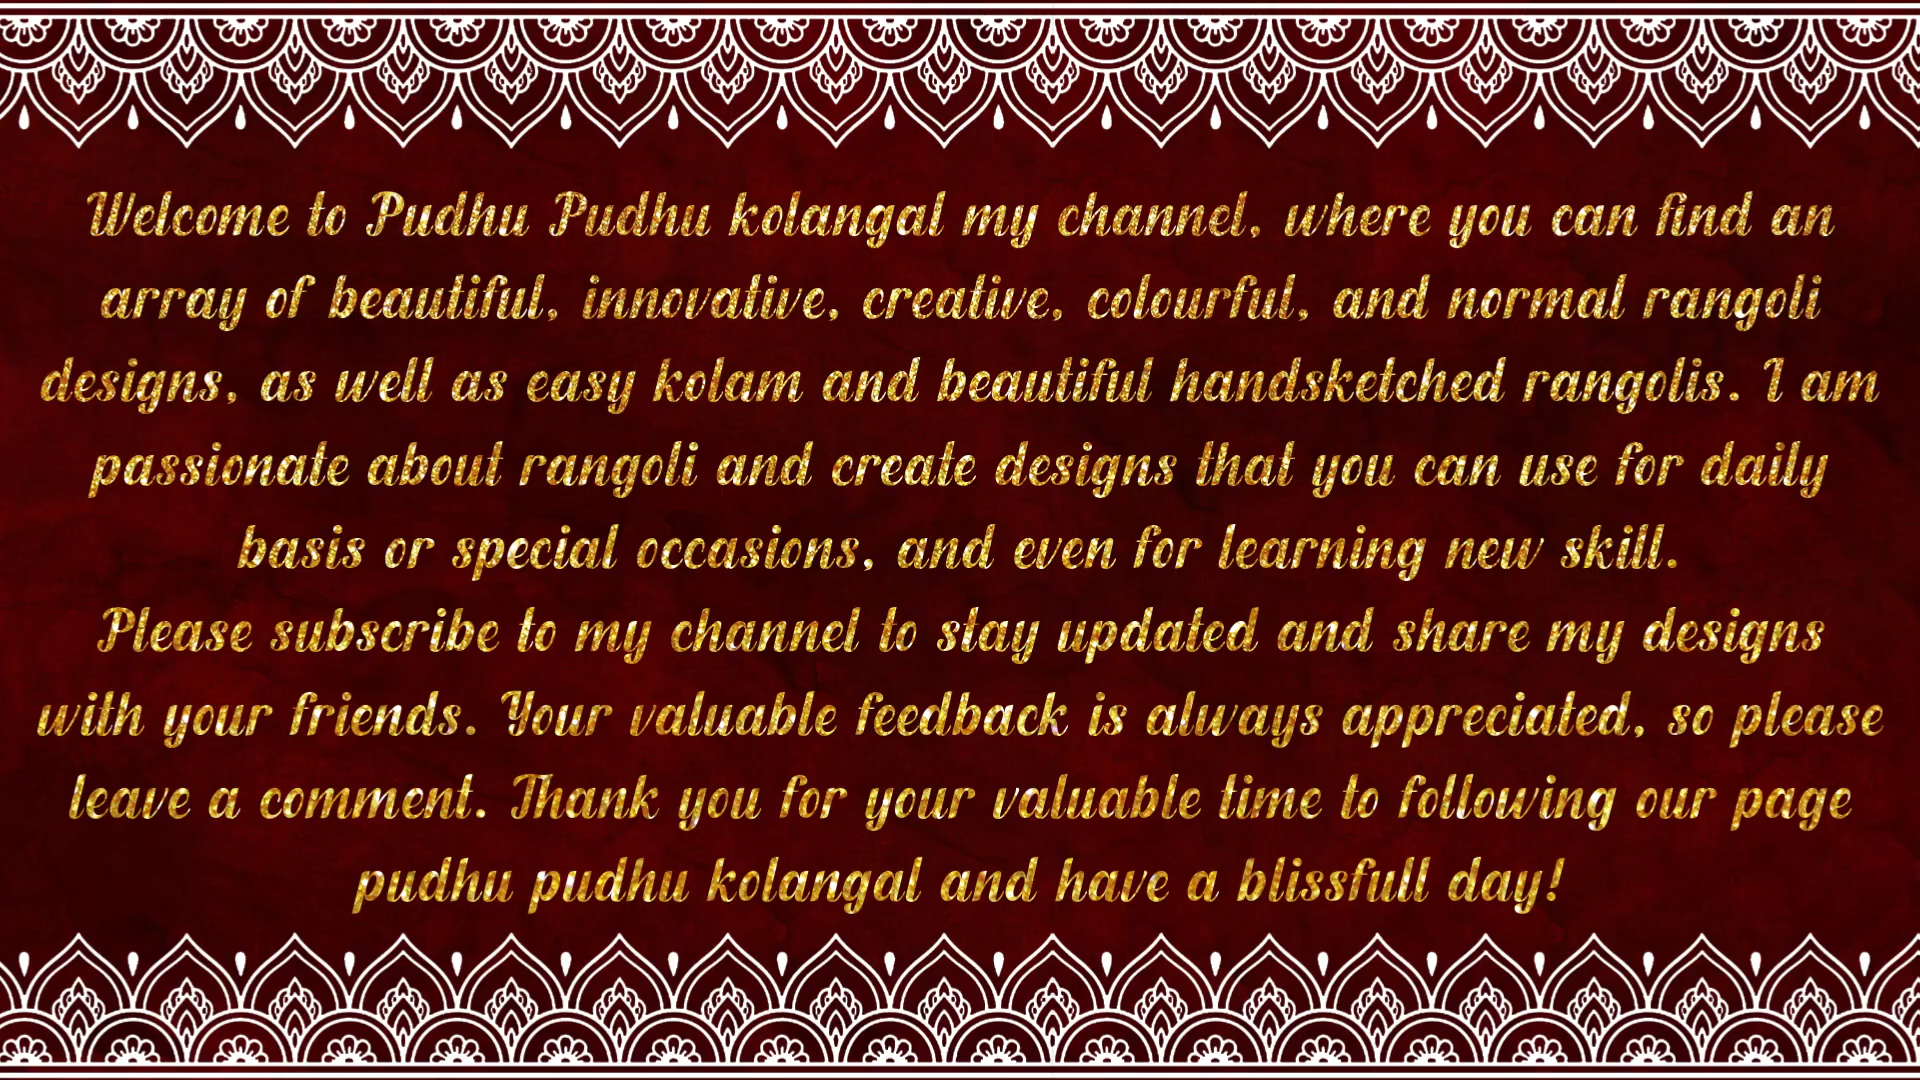 Welcome to Pudhu Pudhu kolangal my channel, where you can find an
array of beautiful, innovative, creative, colourful, and normal rangoli
designs, as well as easy kolam and beautiful handsketched rangolis. I am
passionate about rangoli and create designs that you can use for daily
basis or special occasions, and even for learning new skill.
Please subscribe to my channel to stay updated and share my designs
with your friends. Your valuable feedback is always appreciated, so please
leave a comment. Thank you for your valuable time to following our page
pudhu pudhu kolangal and have a blissfull day!